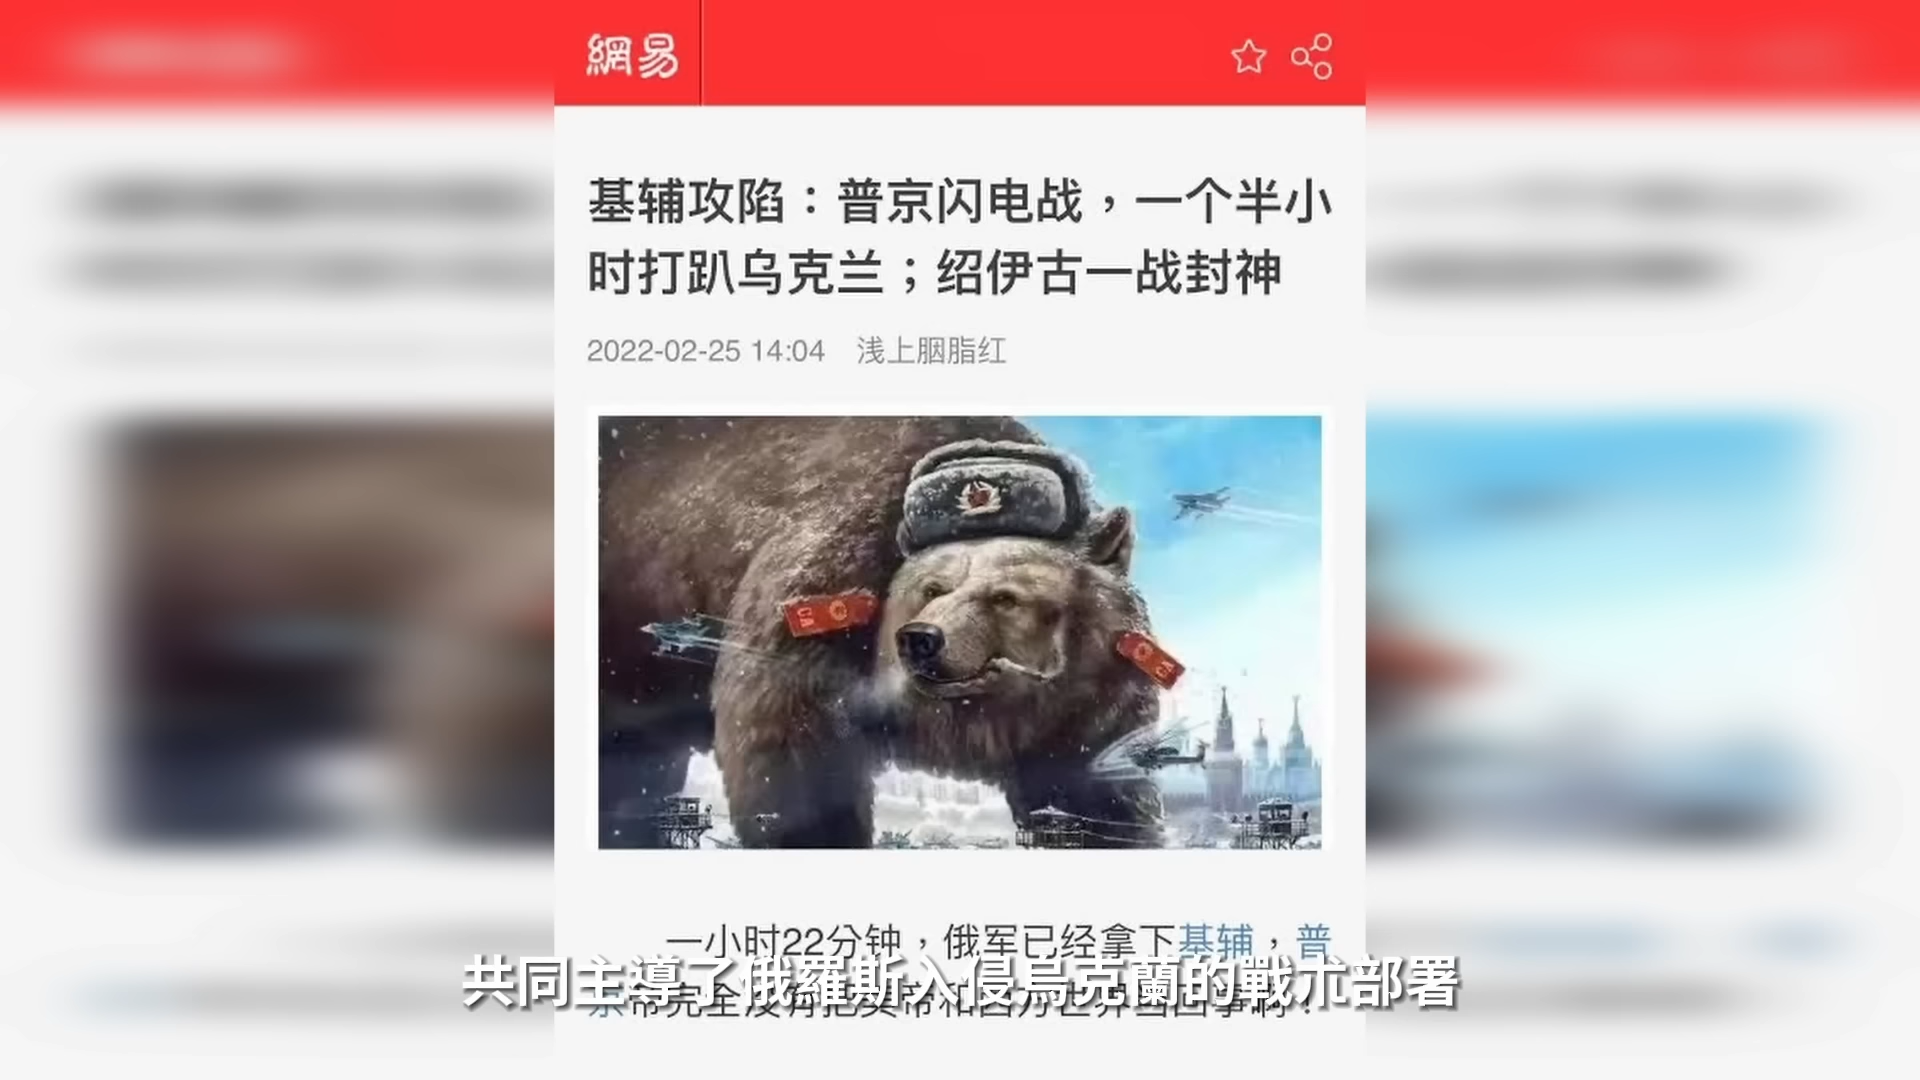 網易
基辅攻陷：普京闪电战，一个半小
时打趴乌克兰；绍伊古一战封神
2022-02-25 14:04 浅上胭脂红
CA
CA
一小时22分钟，俄军已经拿下基辅，普
共同主導了俄羅斯入侵烏克蘭的戰朮部署